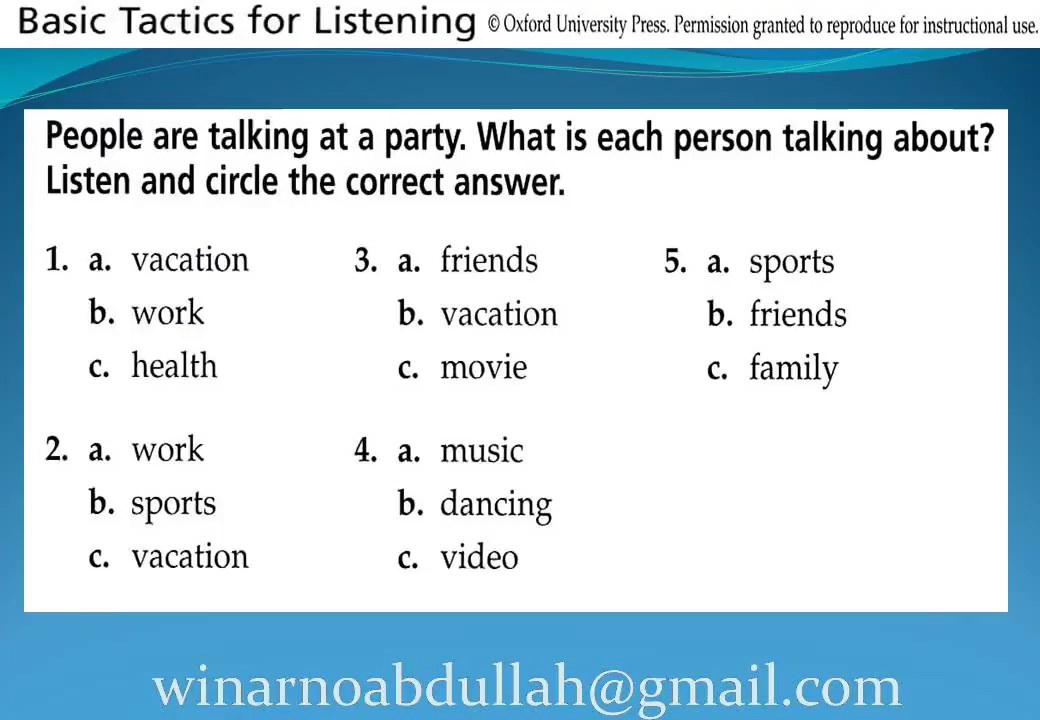 Basic Tactics for Listening © Oxford University Press. Permission granted to reproduce for instructional use.
People are talking at a party. What is each person talking about?
Listen and circle the correct answer.
1. a. vacation
b. work
c. health
2. a. work
b. sports
c. vacation
3. a. friends
b. vacation
c. movie
4. a. music
b. dancing
c. video
5. a. sports
b. friends
c. family
winarnoabdullah@gmail.com